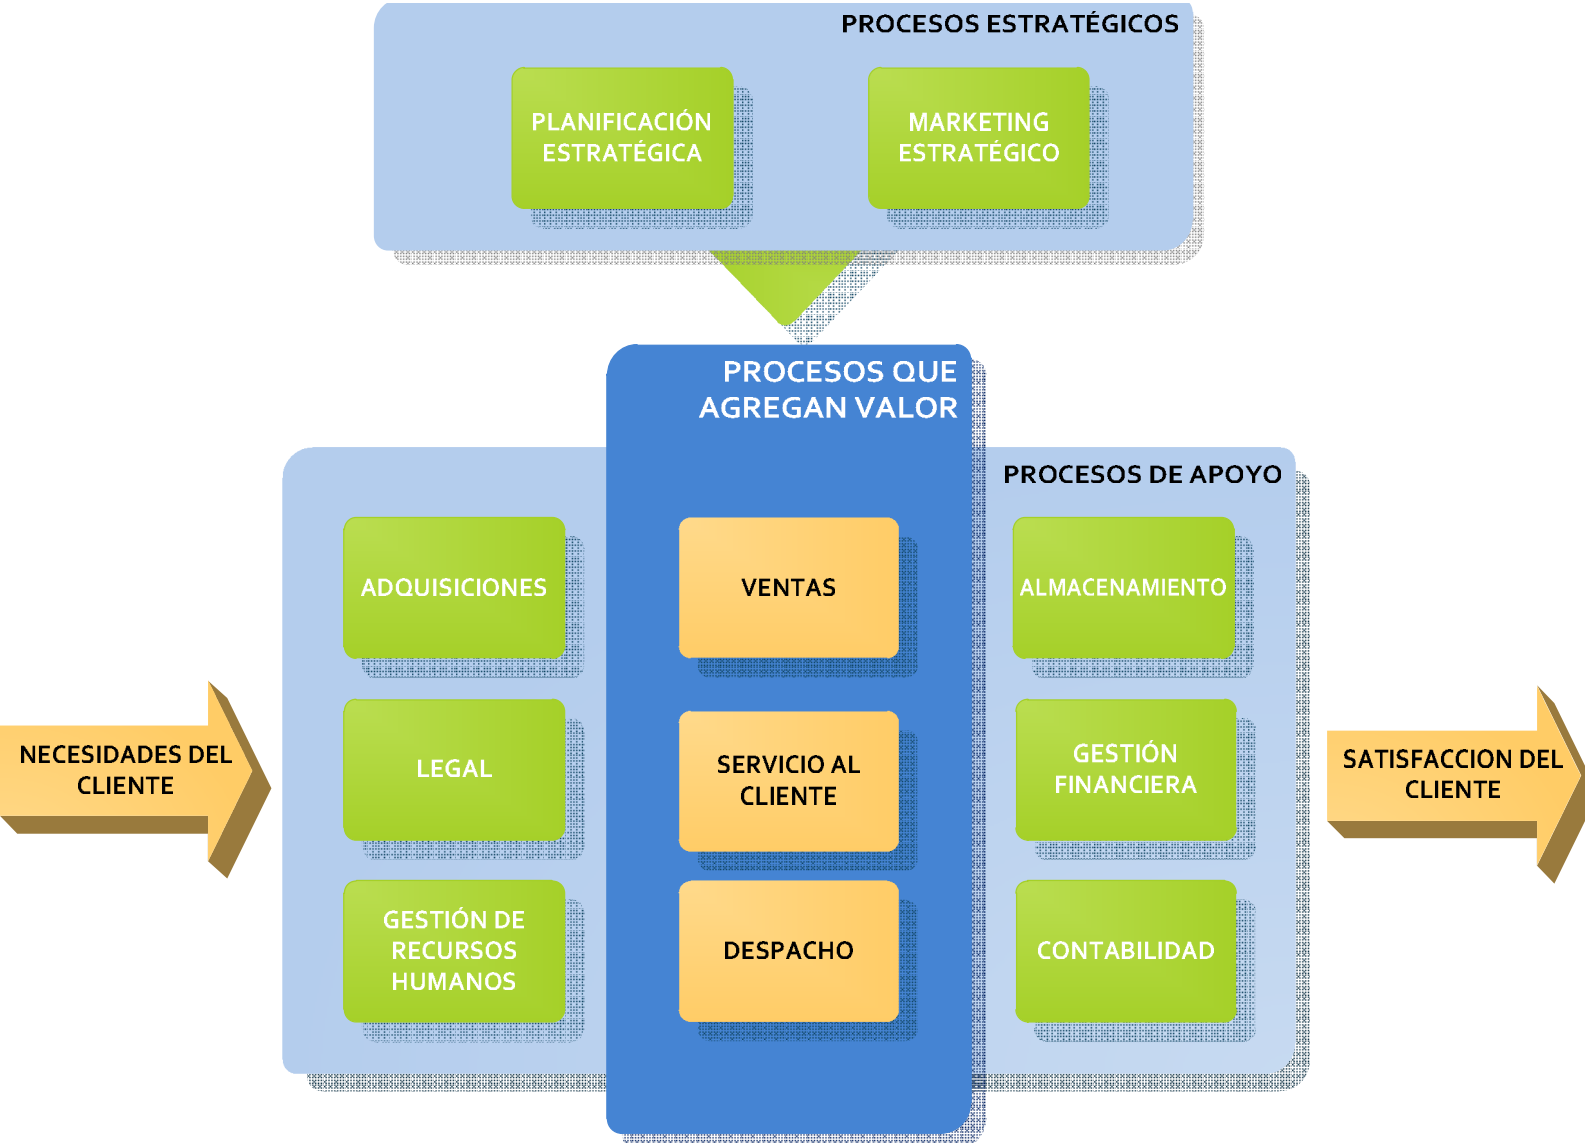 PROCESOS ESTRATÉGICOS
PLANIFICACIÓN
ESTRATÉGICA
MARKETING
ESTRATÉGICO
PROCESOS QUE
AGREGAN VALOR
PROCESOS DE APOYO
ADQUISICIONES
VENTAS
ALMACENAMIENTO
NECESIDADES DEL
CLIENTE
LEGAL
SERVICIO AL
CLIENTE
GESTIÓN
FINANCIERA
SATISFACCION DEL
CLIENTE
GESTIÓN DE
RECURSOS
HUMANOS
DESPACHO
CONTABILIDAD